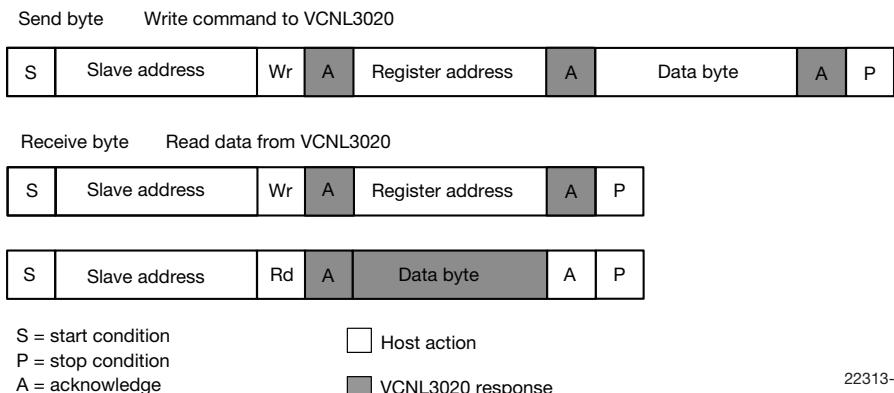 Send byte Write command to VCNL3020
S Slave address Wr A Register address A Data byte A P
Receive byte Read data from VCNL3020
S Slave address Wr A Register address A P
S Slave address Rd A Data byte A P
S = start condition
P = stop condition
A = acknowledge
Host action
VCNL3020 response
22313-